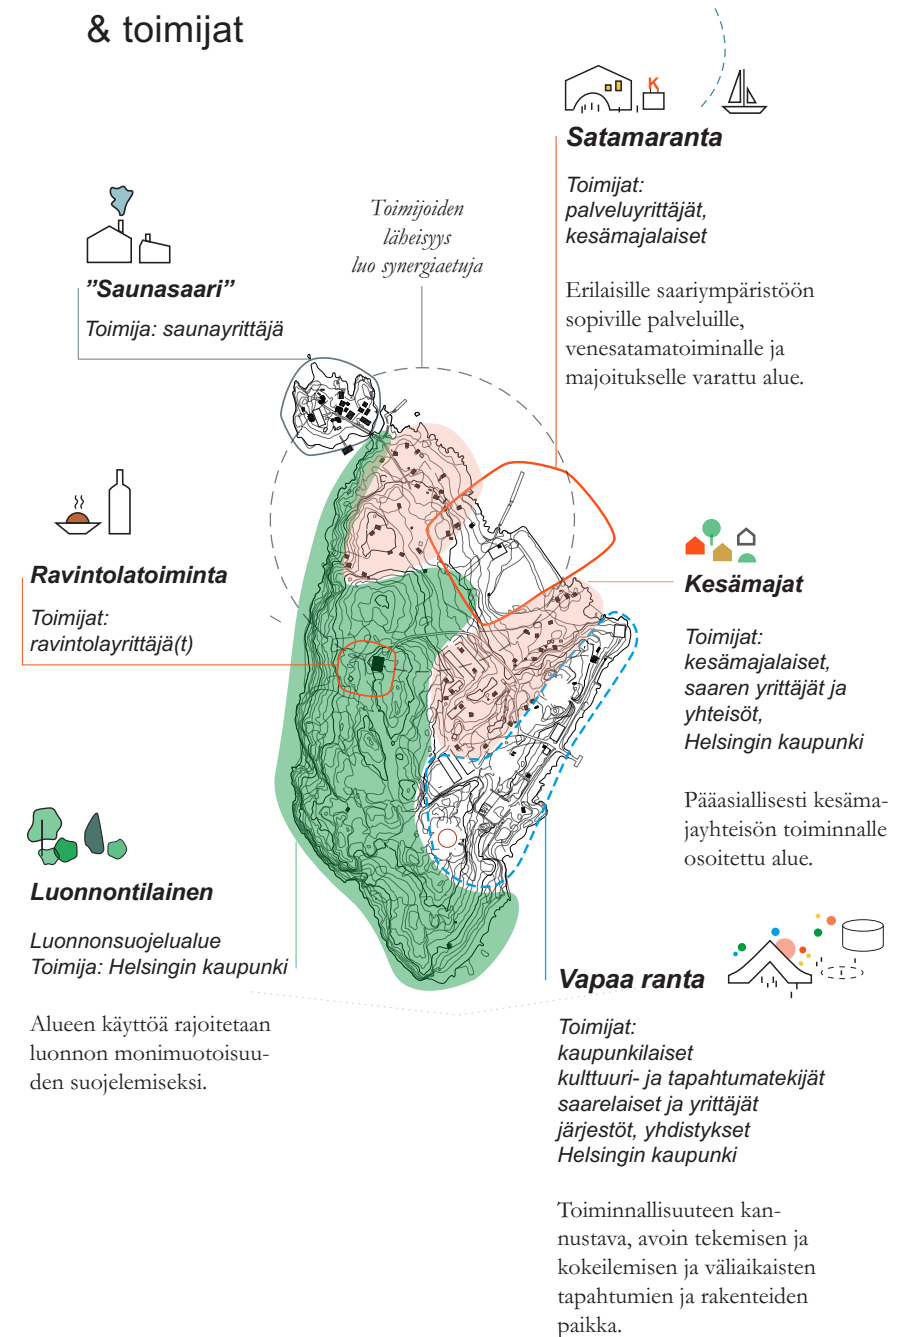 & toimijat
K
Satamaranta
Toimijat:
palveluyrittäjät,
kesämajalaiset
Erilaisille saariympäristöön
sopiville palveluille,
venesatamatoiminalle ja
majoitukselle varattu alue.
Toimijoiden
läheisyys
luo synergiaetuja
”Saunasaari”
Toimija: saunayrittäjä
Ravintolatoiminta
Toimijat:
ravintolayrittäjä(t)
Kesämajat
Toimijat:
kesämajalaiset,
saaren yrittäjät ja
yhteisöt,
Helsingin kaupunki
Pääasiallisesti kesäma-
jayhteisön toiminnalle
osoitettu alue.
Luonnontilainen
Luonnonsuojelualue
Toimija: Helsingin kaupunki
Alueen käyttöä rajoitetaan
luonnon monimuotoisuu-
den suojelemiseksi.
Vapaa ranta
Toimijat:
kaupunkilaiset
kulttuuri- ja tapahtumatekijät
saarelaiset ja yrittäjät
järjestöt, yhdistykset
Helsingin kaupunki
Toiminnallisuuteen kan-
nustava, avoin tekemisen ja
kokeilemisen ja väliaikaisten
tapahtumien ja rakenteiden
paikka.